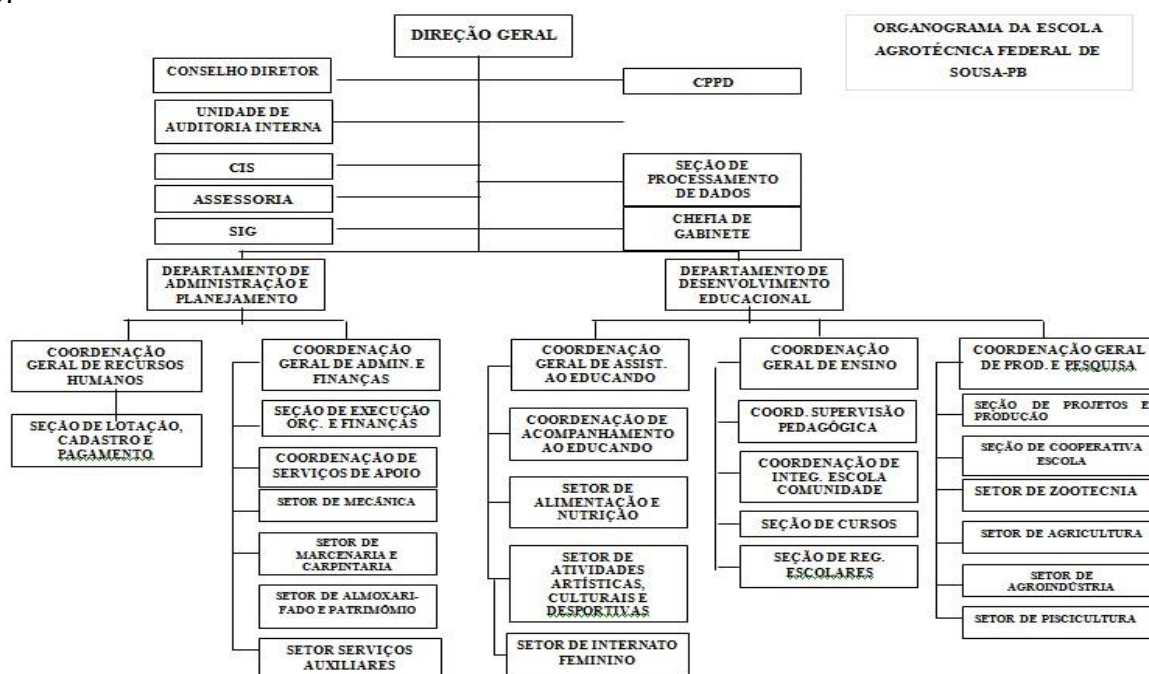 DIREÇÃO GERAL
ORGANOGRAMA DA ESCOLA
AGROTÉCNICA FEDERAL DE
SOUSA-PB
CONSELHO DIRETOR
CPPD
UNIDADE DE
AUDITORIA INTERNA
CIS
SEÇÃO DE
PROCESSAMENTO
DE DADOS
ASSESSORIA
SIG
CHEFIA DE
GABINETE
DEPARTAMENTO DE
ADMINISTRAÇÃO E
PLANEJAMENTO
DEPARTAMENTO DE
DESENVOLVIMENTO
EDUCACIONAL
COORDENAÇÃO
GERAL DE RECURSOS
HUMANOS
SEÇÃO DE LOTAÇÃO,
CADASTRO E
PAGAMENTO
COORDENAÇÃO
GERAL DE ADMIN. E
FINANÇAS
SEÇÃO DE EXECUÇÃO
ORÇ. E FINANÇAS
COORDENAÇÃO DE
SERVIÇOS DE APOIO
SETOR DE MECÂNICA
SETOR DE
MARCENARIA E
CARPINTARIA
SETOR DE ALMOXARI-
FADO E PATRIMÔMIO
SETOR SERVIÇOS
AUXILIARES
COORDENAÇÃO
GERAL DE ASSIST.
AO EDUCANDO
COORDENAÇÃO DE
ACOMPANHAMENTO
AO EDUCANDO
SETOR DE
ALIMENTAÇÃO E
NUTRIÇÃO
SETOR DE
ATIVIDADES
ARTÍSTICAS,
CULTURAIS E
DESPORTIVAS
SETOR DE INTERNATO
FEMININO
COORDENAÇÃO
GERAL DE ENSINO
COORD. SUPERVISÃO
PEDAGÓGICA
COORDENAÇÃO DE
INTEG. ESCOLA
COMUNIDADE
SEÇÃO DE CURSOS
SEÇÃO DE REG.
ESCOLARES
COORDENAÇÃO GERAL
DE PROD. E PESQUISA
SEÇÃO DE PROJETOS E
PRODUÇÃO
SEÇÃO DE COOPERATIVA
ESCOLA
SETOR DE ZOOTECNIA
SETOR DE AGRICULTURA
SETOR DE
AGROINDÚSTRIA
SETOR DE PISCICULTURA